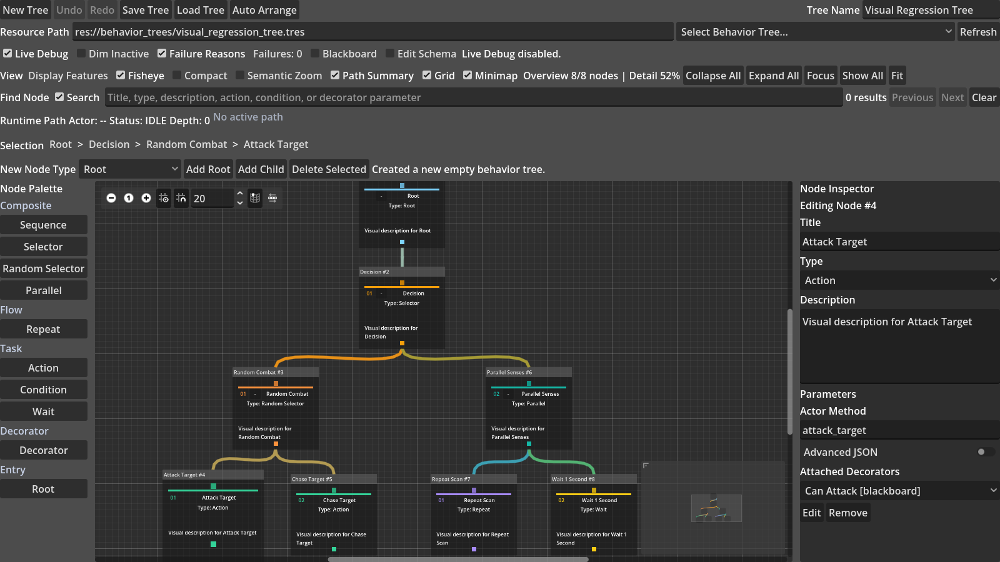 New Tree Undo Redo Save Tree Load Tree Auto Arrange Tree Name Visual Regression Tree
Resource Path res://behavior_trees/visual_regression_tree.tres Select Behavior Tree... Refresh
Live Debug Dim Inactive Failure Reasons Failures: 0 Blackboard Edit Schema Live Debug disabled.
View Display Features Fisheye Compact Semantic Zoom Path Summary Grid Minimap Overview 8/8 nodes | Detail 52% Collapse All Expand All Focus Show All Fit
Find Node Search Title, type, description, action, condition, or decorator parameter 0 results Previous Next Clear
Runtime Path Actor: -- Status: IDLE Depth: 0 No active path
Selection Root > Decision > Random Combat > Attack Target
New Node Type Root Add Root Add Child Delete Selected Created a new empty behavior tree.
Node Palette
Composite
Sequence
Selector
Random Selector
Parallel
Flow
Repeat
Task
Action
Condition
Wait
Decorator
Decorator
Entry
Root
1 20
- Root
Type: Root
Visual description for Root
Decision #2
01 - Decision
Type: Selector
Visual description for
Decision
Random Combat #3
01 - Random Combat
Type: Random Selector
Visual description for
Random Combat
Parallel Senses #6
02 - Parallel Senses
Type: Parallel
Visual description for
Parallel Senses
Attack Target #4
01 Attack Target
Type: Action
Visual description for Attack Target
Chase Target #5
02 Chase Target
Type: Action
Visual description for Chase
Target
Repeat Scan #7
01 Repeat Scan
Type: Repeat
Visual description for Repeat
Scan
Wait 1 Second #8
02 Wait 1 Second
Type: Wait
Visual description for Wait 1
Second
Node Inspector
Editing Node #4
Title
Attack Target
Type
Action
Description
Visual description for Attack Target
Parameters
Actor Method
attack_target
Advanced JSON
Attached Decorators
Can Attack [blackboard]
Edit Remove